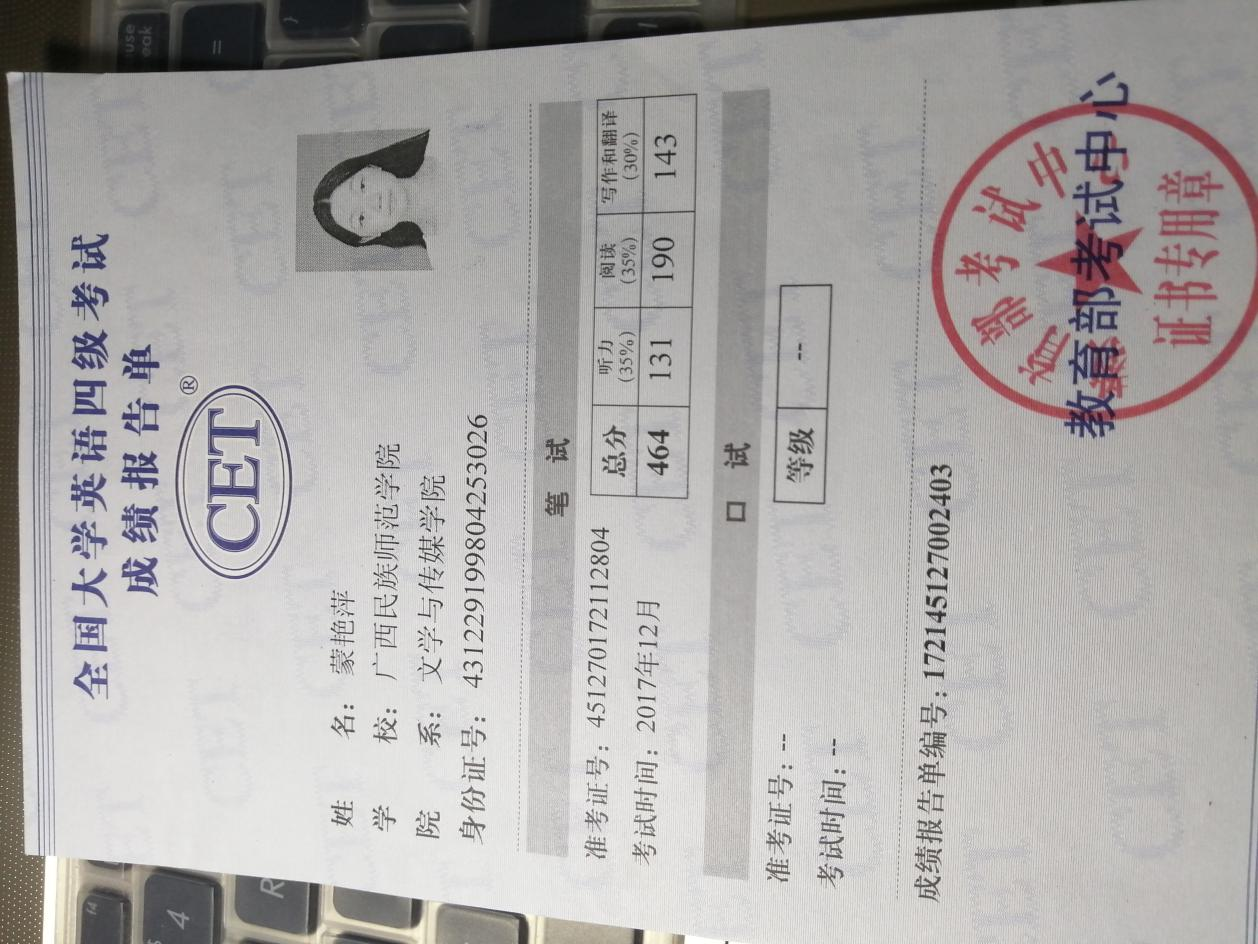 全国大学英语四级考试
成绩报告单
CET®
姓 名：蒙艳萍
学 校：广西民族师范学院
院 系：文学与传媒学院
身份证号：431229199804253026
笔 试
准考证号：451270172112804
考试时间：2017年12月
总分 听力(35%) 阅读(35%) 写作和翻译(30%)
464 131 190 143
口 试
准考证号：--
考试时间：--
等级 --
成绩报告单编号：172145127002403
教育部考试中心
证书专用章